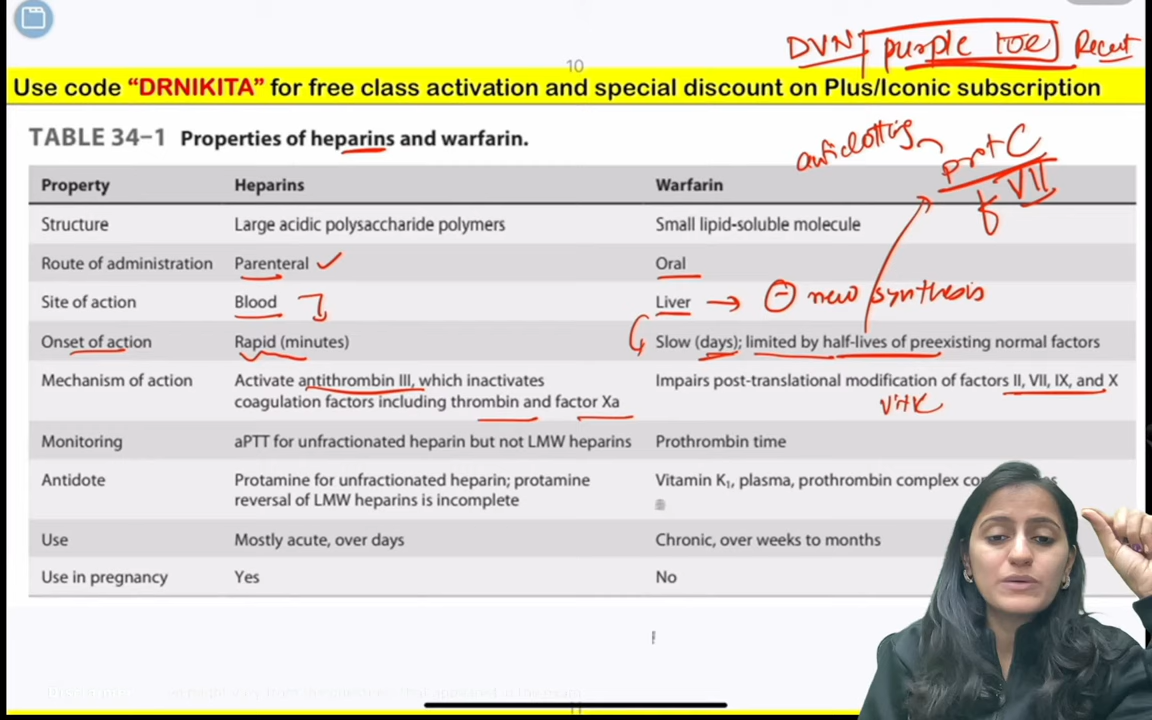 DVN purple toe Recent
10
Use code "DRNIKITA" for free class activation and special discount on Plus/Iconic subscription
TABLE 34–1 Properties of heparins and warfarin.
anticlotting prot C
VII
Property Heparins Warfarin
Structure Large acidic polysaccharide polymers Small lipid-soluble molecule
Route of administration Parenteral Oral
Site of action Blood Liver → ⊖ new synthesis
Onset of action Rapid (minutes) Slow (days); limited by half-lives of preexisting normal factors
Mechanism of action Activate antithrombin III, which inactivates Impairs post-translational modification of factors II, VII, IX, and X
coagulation factors including thrombin and factor Xa Vit K
Monitoring aPTT for unfractionated heparin but not LMW heparins Prothrombin time
Antidote Protamine for unfractionated heparin; protamine Vitamin K1, plasma, prothrombin complex
reversal of LMW heparins is incomplete
Use Mostly acute, over days Chronic, over weeks to months
Use in pregnancy Yes No